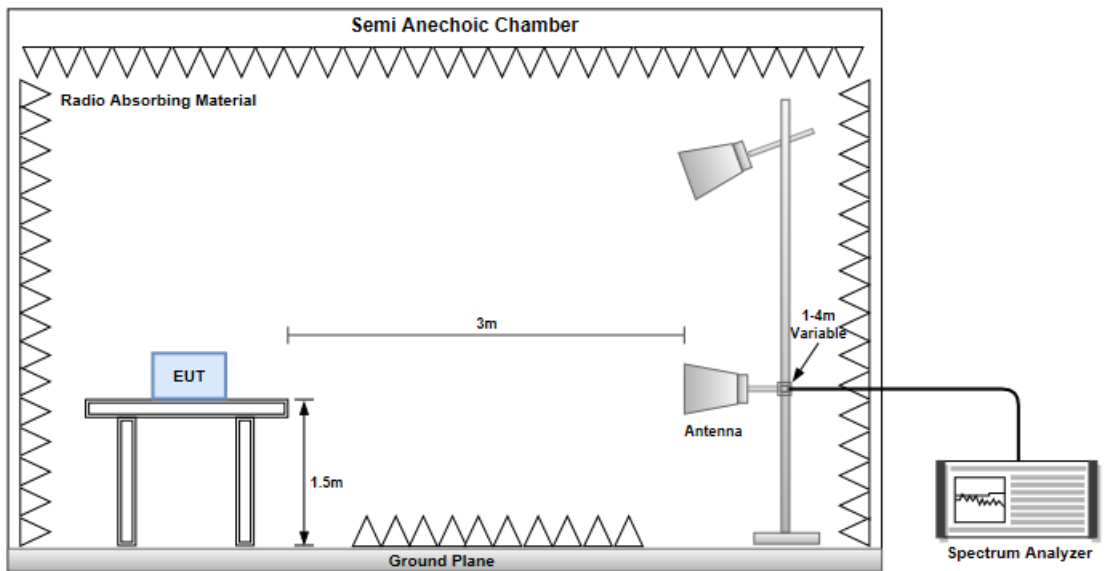 Semi Anechoic Chamber
Radio Absorbing Material
3m
1-4m
Variable
EUT
Antenna
1.5m
Ground Plane
Spectrum Analyzer